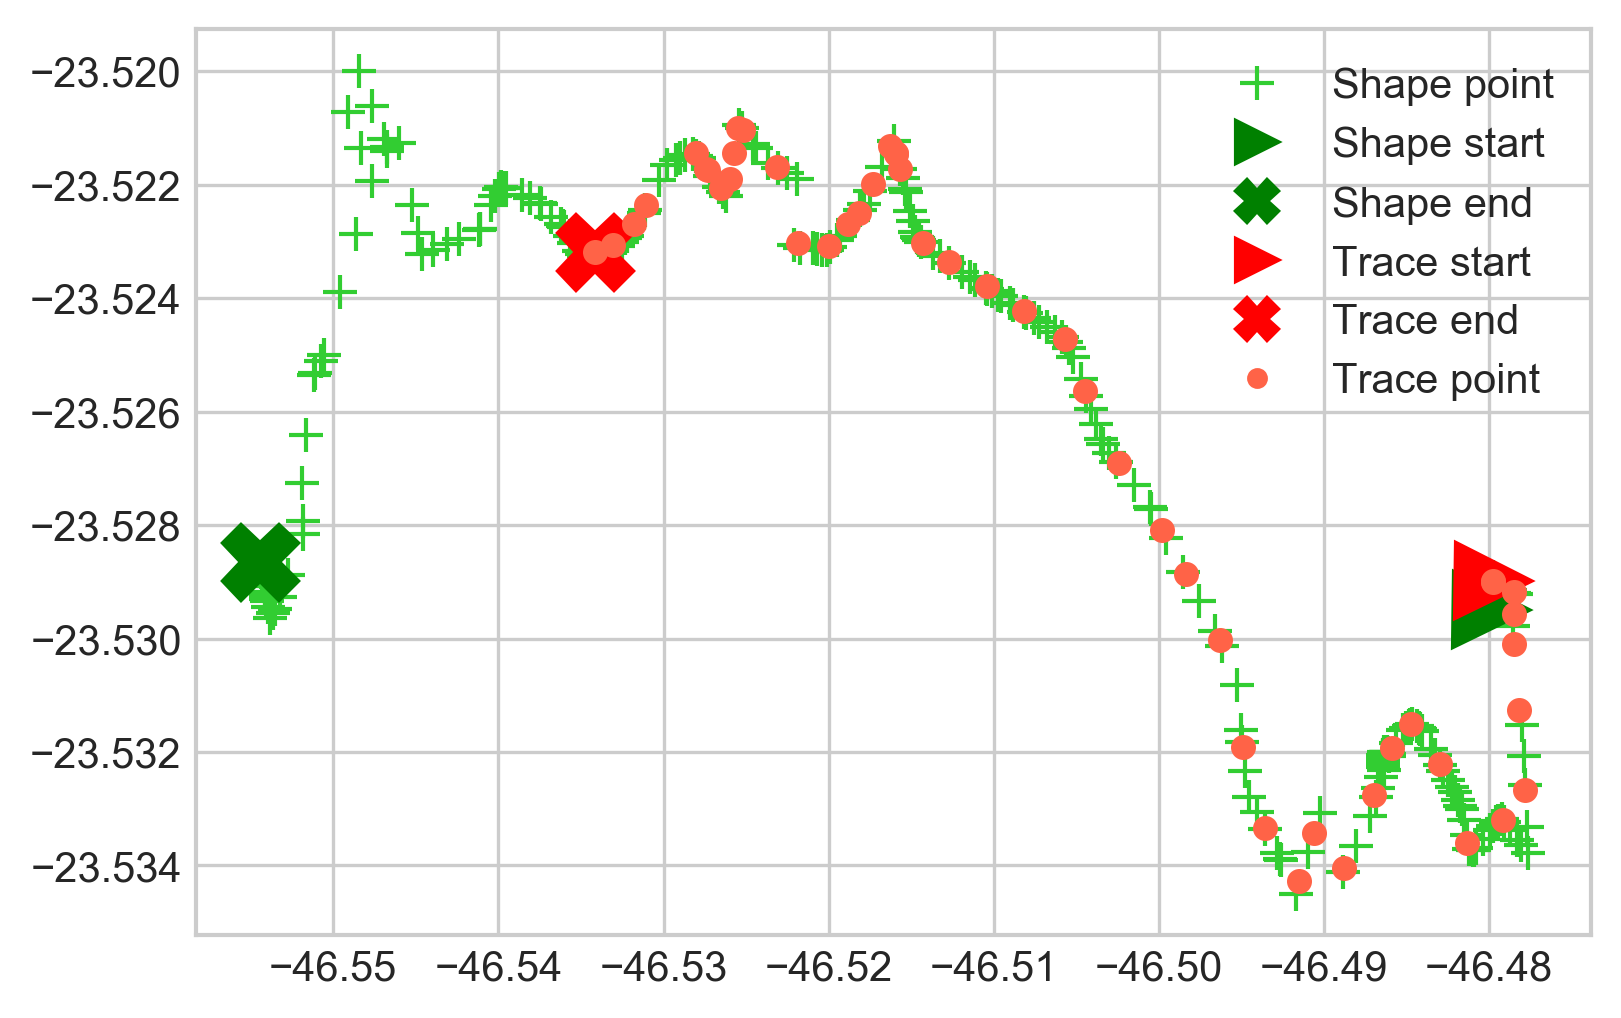 −23.520
−23.522
−23.524
−23.526
−23.528
−23.530
−23.532
−23.534
−46.55 −46.54 −46.53 −46.52 −46.51 −46.50 −46.49 −46.48
Shape point
Shape start
Shape end
Trace start
Trace end
Trace point